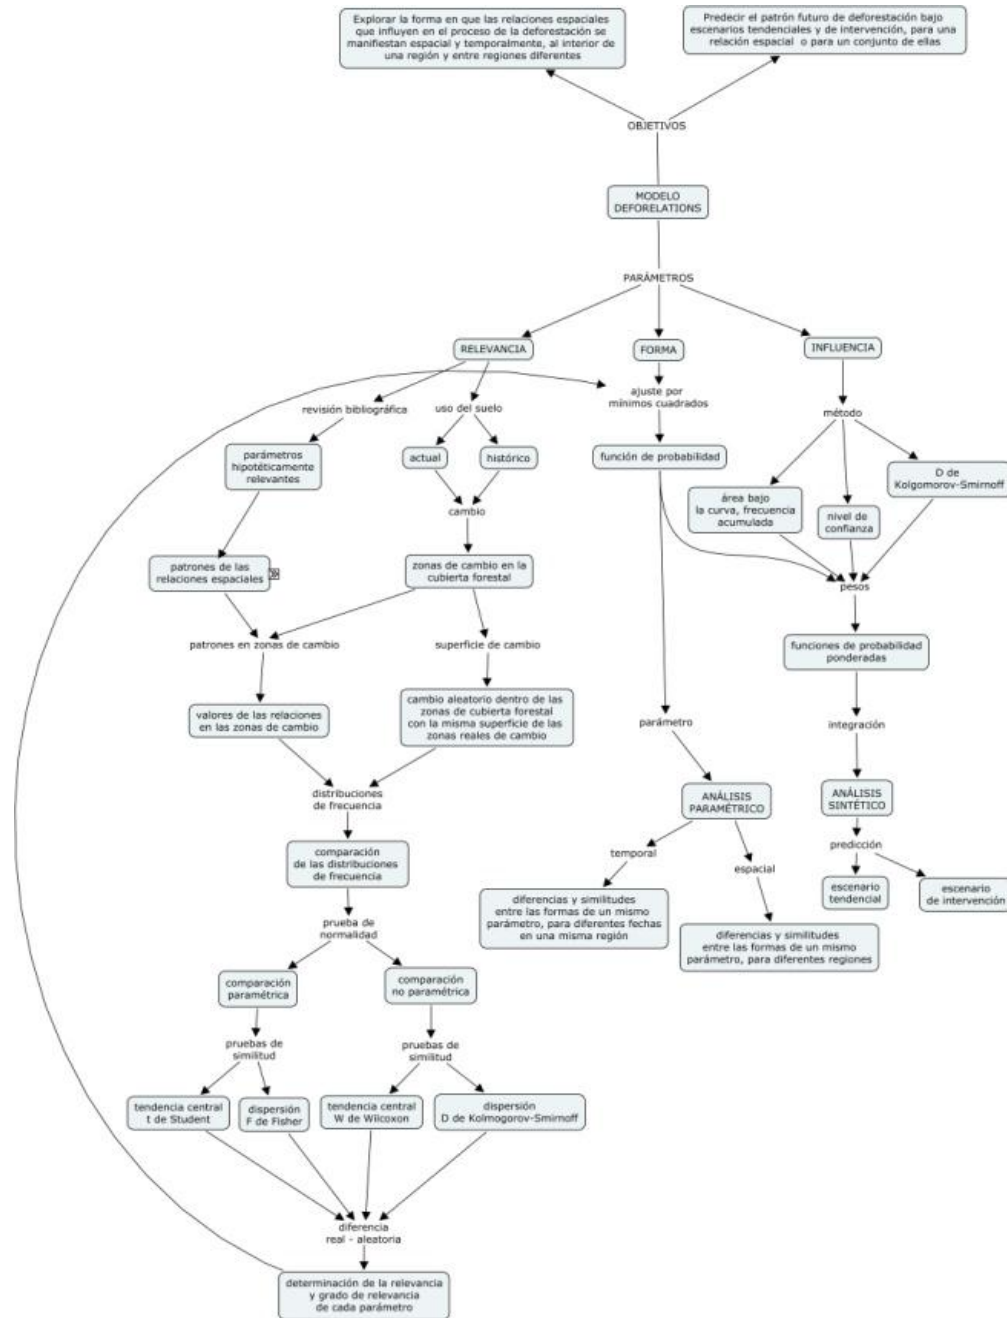 Explorar la forma en que las relaciones espaciales
que influyen en el proceso de la deforestación se
manifiestan espacial y temporalmente, al interior de
una región y entre regiones diferentes
Predecir el patrón futuro de deforestación bajo
escenarios tendenciales y de intervención, para una
relación espacial o para un conjunto de ellas
OBJETIVOS
MODELO
DEFORELATIONS
PARÁMETROS
RELEVANCIA
FORMA
INFLUENCIA
revisión bibliográfica
uso del suelo
ajuste por
mínimos cuadrados
método
parámetros
hipotéticamente
relevantes
actual
histórico
función de probabilidad
área bajo
la curva, frecuencia
acumulada
nivel de
confianza
D de
Kolgomorov-Smirnoff
cambio
patrones de las
relaciones espaciales
zonas de cambio en la
cubierta forestal
pesos
patrones en zonas de cambio
superficie de cambio
funciones de probabilidad
ponderadas
valores de las relaciones
en las zonas de cambio
cambio aleatorio dentro de las
zonas de cubierta forestal
con la misma superficie de las
zonas reales de cambio
parámetro
integración
distribuciones
de frecuencia
ANÁLISIS
PARAMÉTRICO
ANÁLISIS
SINTÉTICO
comparación
de las distribuciones
de frecuencia
temporal
espacial
predicción
diferencias y similitudes
entre las formas de un mismo
parámetro, para diferentes fechas
en una misma región
escenario
tendencial
escenario
de intervención
prueba de
normalidad
diferencias y similitudes
entre las formas de un mismo
parámetro, para diferentes regiones
comparación
paramétrica
comparación
no paramétrica
pruebas de
similitud
pruebas de
similitud
tendencia central
t de Student
dispersión
F de Fisher
tendencia central
W de Wilcoxon
dispersión
D de Kolmogorov-Smirnoff
diferencia
real - aleatoria
determinación de la relevancia
y grado de relevancia
de cada parámetro